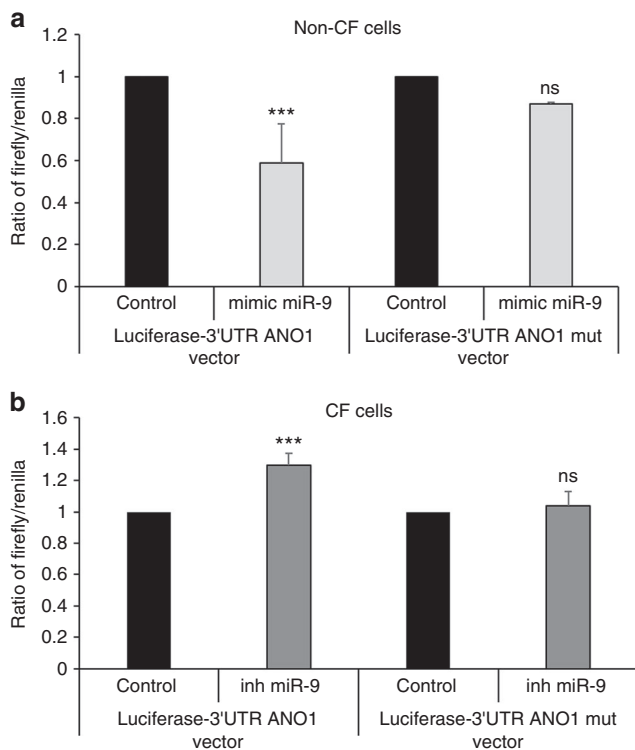 a
Non-CF cells
Ratio of firefly/renilla
1.2
1
0.8
0.6
0.4
0.2
0
***
ns
Control mimic miR-9 Control mimic miR-9
Luciferase-3'UTR ANO1 Luciferase-3'UTR ANO1 mut
vector vector
b
CF cells
Ratio of firefly/renilla
1.6
1.4
1.2
1
0.8
0.6
0.4
0.2
0
***
ns
Control inh miR-9 Control inh miR-9
Luciferase-3'UTR ANO1 Luciferase-3'UTR ANO1 mut
vector vector